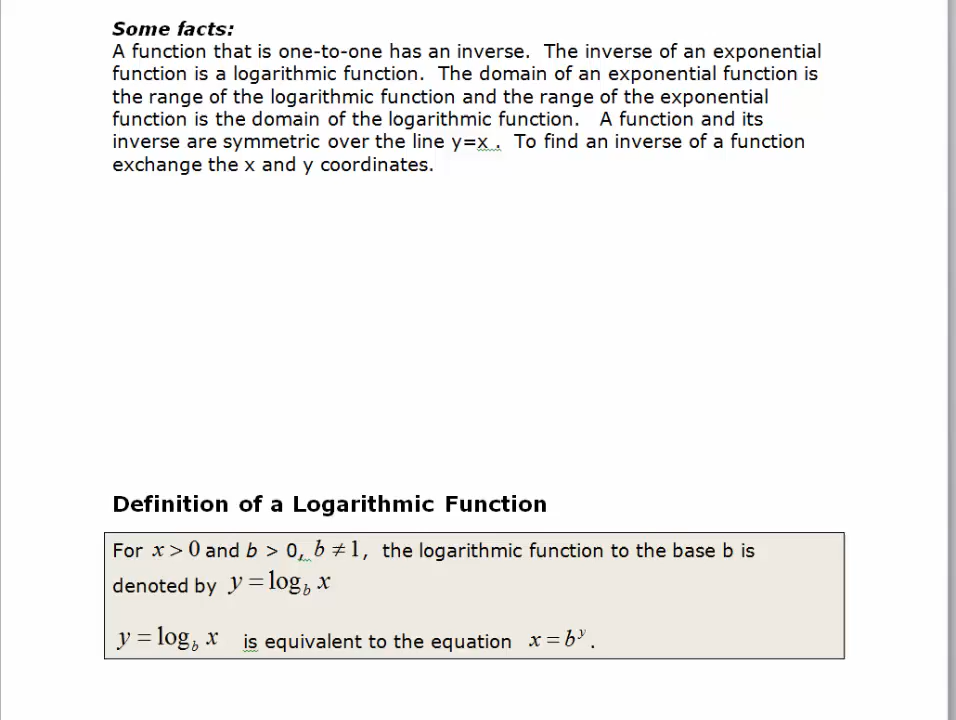 Some facts:
A function that is one-to-one has an inverse.  The inverse of an exponential
function is a logarithmic function.  The domain of an exponential function is
the range of the logarithmic function and the range of the exponential
function is the domain of the logarithmic function.   A function and its
inverse are symmetric over the line y=x .  To find an inverse of a function
exchange the x and y coordinates.
Definition of a Logarithmic Function
For x > 0 and b > 0, b ≠ 1, the logarithmic function to the base b is
denoted by y = log_b x
y = log_b x is equivalent to the equation x = b^y .